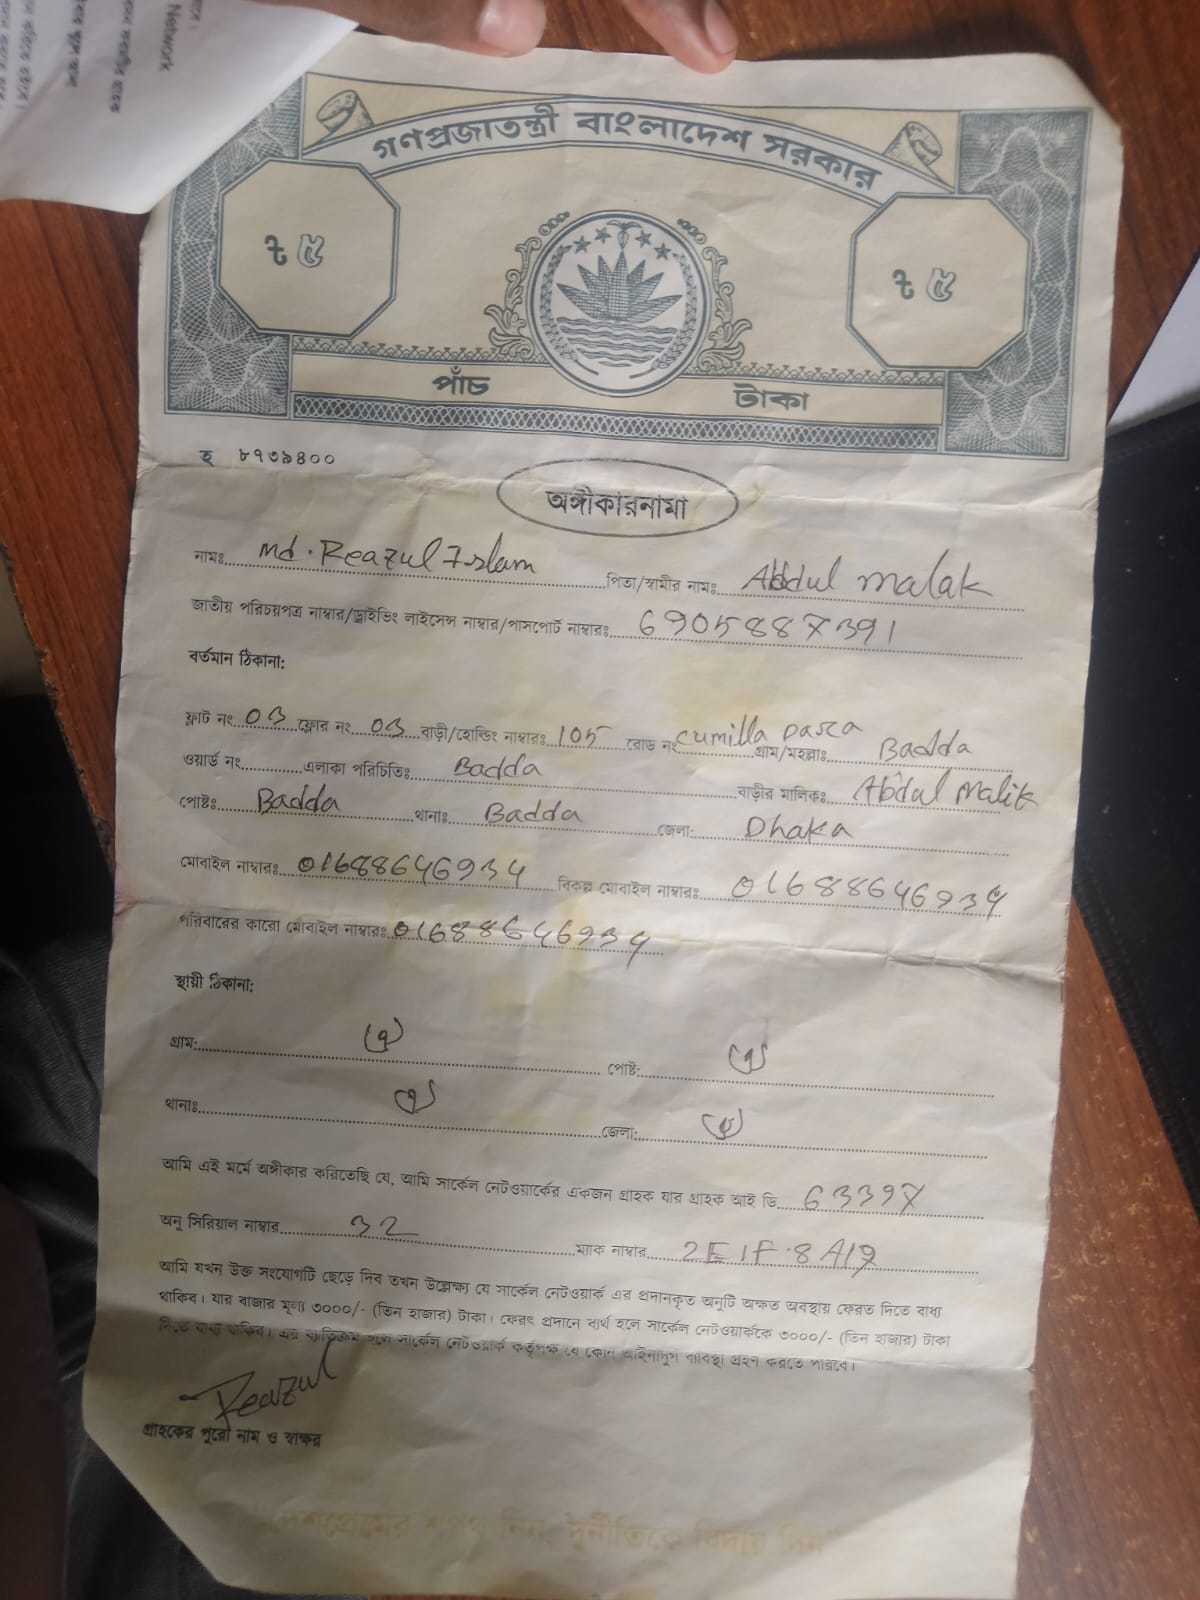 Network
গণপ্রজাতন্ত্রী বাংলাদেশ সরকার
৳ ৫ ৳ ৫
পাঁচ টাকা
হ ৮৭৩৯৪০০
অঙ্গীকারনামা
নামঃ Md. Reazul Islam পিতা/স্বামীর নামঃ Abdul Malak
জাতীয় পরিচয়পত্র নাম্বার/ড্রাইভিং লাইসেন্স নাম্বার/পাসপোর্ট নাম্বারঃ 6905887391
বর্তমান ঠিকানা:
ফ্লাট নং 03 ফ্লোর নং 03 বাড়ী/হোল্ডিং নাম্বারঃ 105 রোড নং cumilla para গ্রাম/মহল্লাঃ Badda
ওয়ার্ড নং এলাকা পরিচিতিঃ Badda বাড়ীর মালিকঃ Abdul Malik
পোষ্টঃ Badda থানাঃ Badda জেলা: Dhaka
মোবাইল নাম্বারঃ 01688646934 বিকল্প মোবাইল নাম্বারঃ 01688646934
পরিবারের কারো মোবাইল নাম্বারঃ 01688646934
স্থায়ী ঠিকানা:
গ্রাম: পোষ্ট:
থানাঃ জেলা:
আমি এই মর্মে অঙ্গীকার করিতেছি যে, আমি সার্কেল নেটওয়ার্কের একজন গ্রাহক যার গ্রাহক আই ডি 63397
অনু সিরিয়াল নাম্বার 32 ম্যাক নাম্বার 2E1F.8A19
আমি যখন উক্ত সংযোগটি ছেড়ে দিব তখন উল্লেক্ষ্য যে সার্কেল নেটওয়ার্ক এর প্রদানকৃত অনুটি অক্ষত অবস্থায় ফেরত দিতে বাধ্য
থাকিব। যার বাজার মূল্য ৩০০০/- (তিন হাজার) টাকা। ফেরৎ প্রদানে ব্যর্থ হলে সার্কেল নেটওয়ার্ককে ৩০০০/- (তিন হাজার) টাকা
দিতে বাধ্য থাকিব। এর ব্যতিক্রম হলে সার্কেল নেটওয়ার্ক কর্তৃপক্ষ যে কোন আইনানুগ ব্যবস্থা গ্রহণ করতে পারবে।
Reazul
গ্রাহকের পুরো নাম ও স্বাক্ষর
"দেশপ্রেমের শপথ নিন, দুর্নীতিকে বিদায় দিন"